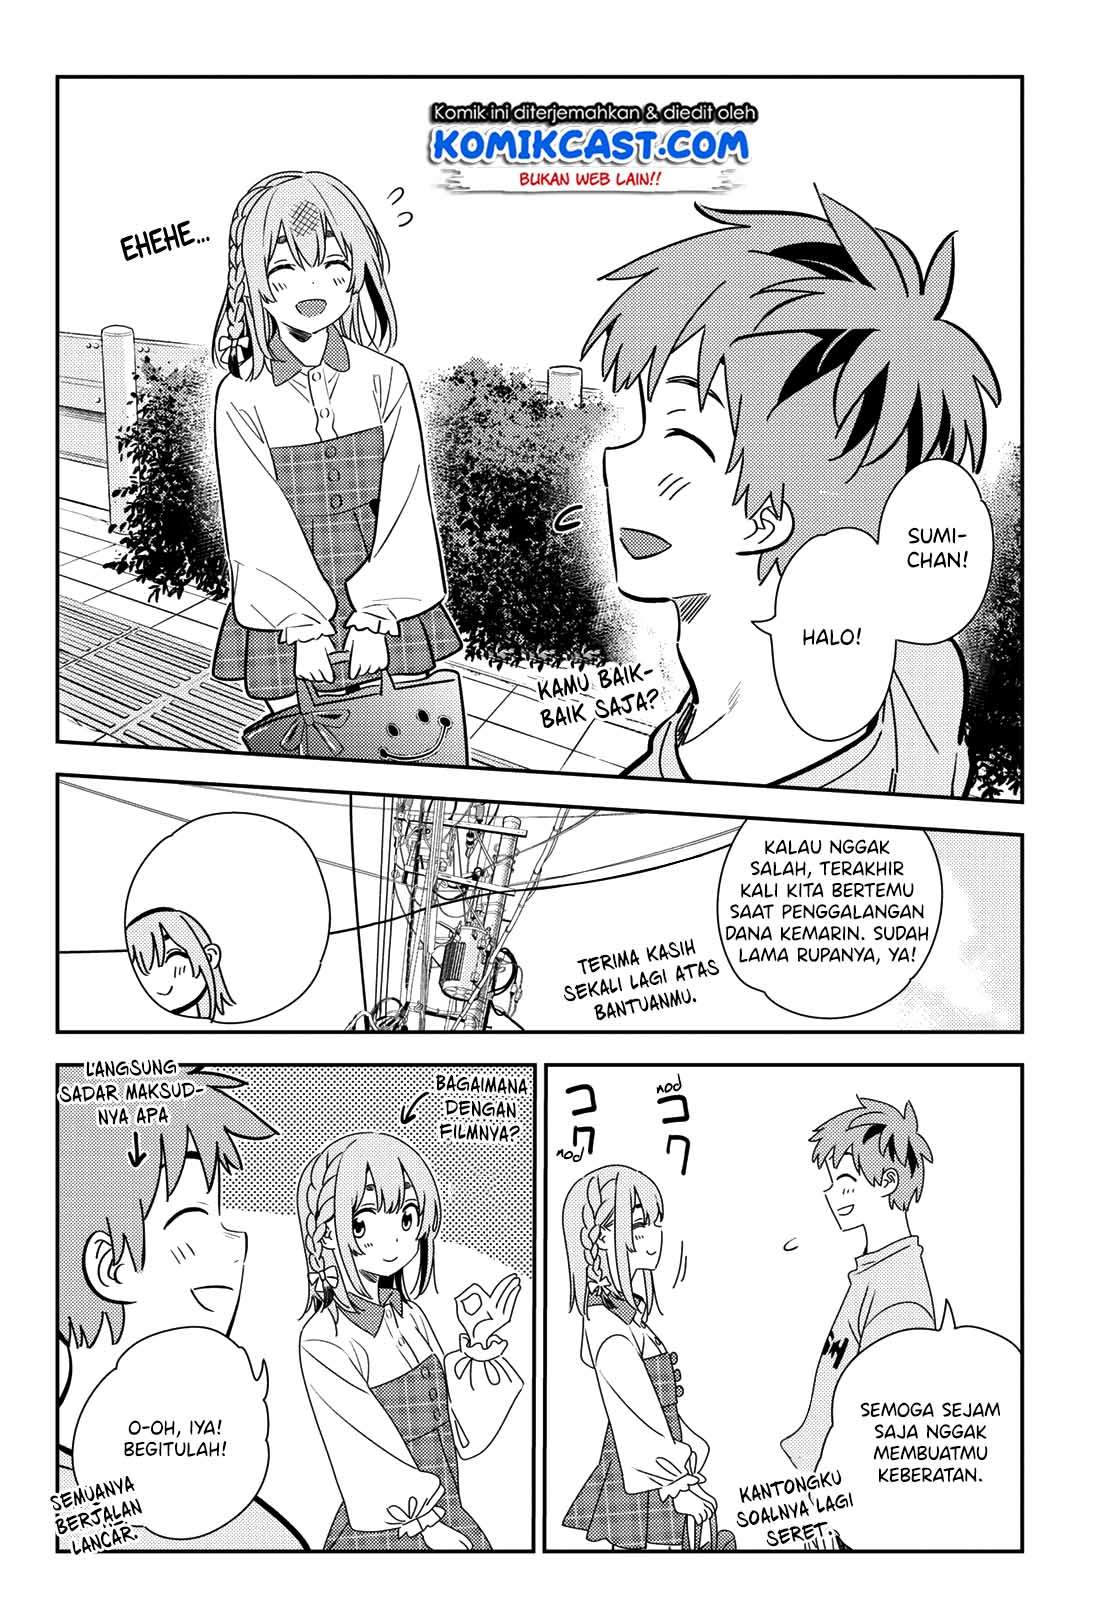 Komik ini diterjemahkan & diedit oleh
KOMIKCAST.COM
BUKAN WEB LAIN!!
SUMI-
CHAN!
HALO!
EHEHE...
KAMU BAIK-
BAIK SAJA?
KALAU NGGAK
SALAH, TERAKHIR
KALI KITA BERTEMU
SAAT PENGGALANGAN
DANA KEMARIN. SUDAH
LAMA RUPANYA, YA!
TERIMA KASIH
SEKALI LAGI ATAS
BANTUANMU.
nod
コク
コク
nod
SEMOGA SEJAM
SAJA NGGAK
MEMBUATMU
KEBERATAN.
KANTONGKU
SOALNYA LAGI
SERET.
BAGAIMANA
DENGAN
FILMNYA?
LANGSUNG
SADAR MAKSUD-
NYA APA
O-OH, IYA!
BEGITULAH!
SEMUANYA
BERJALAN
LANCAR.